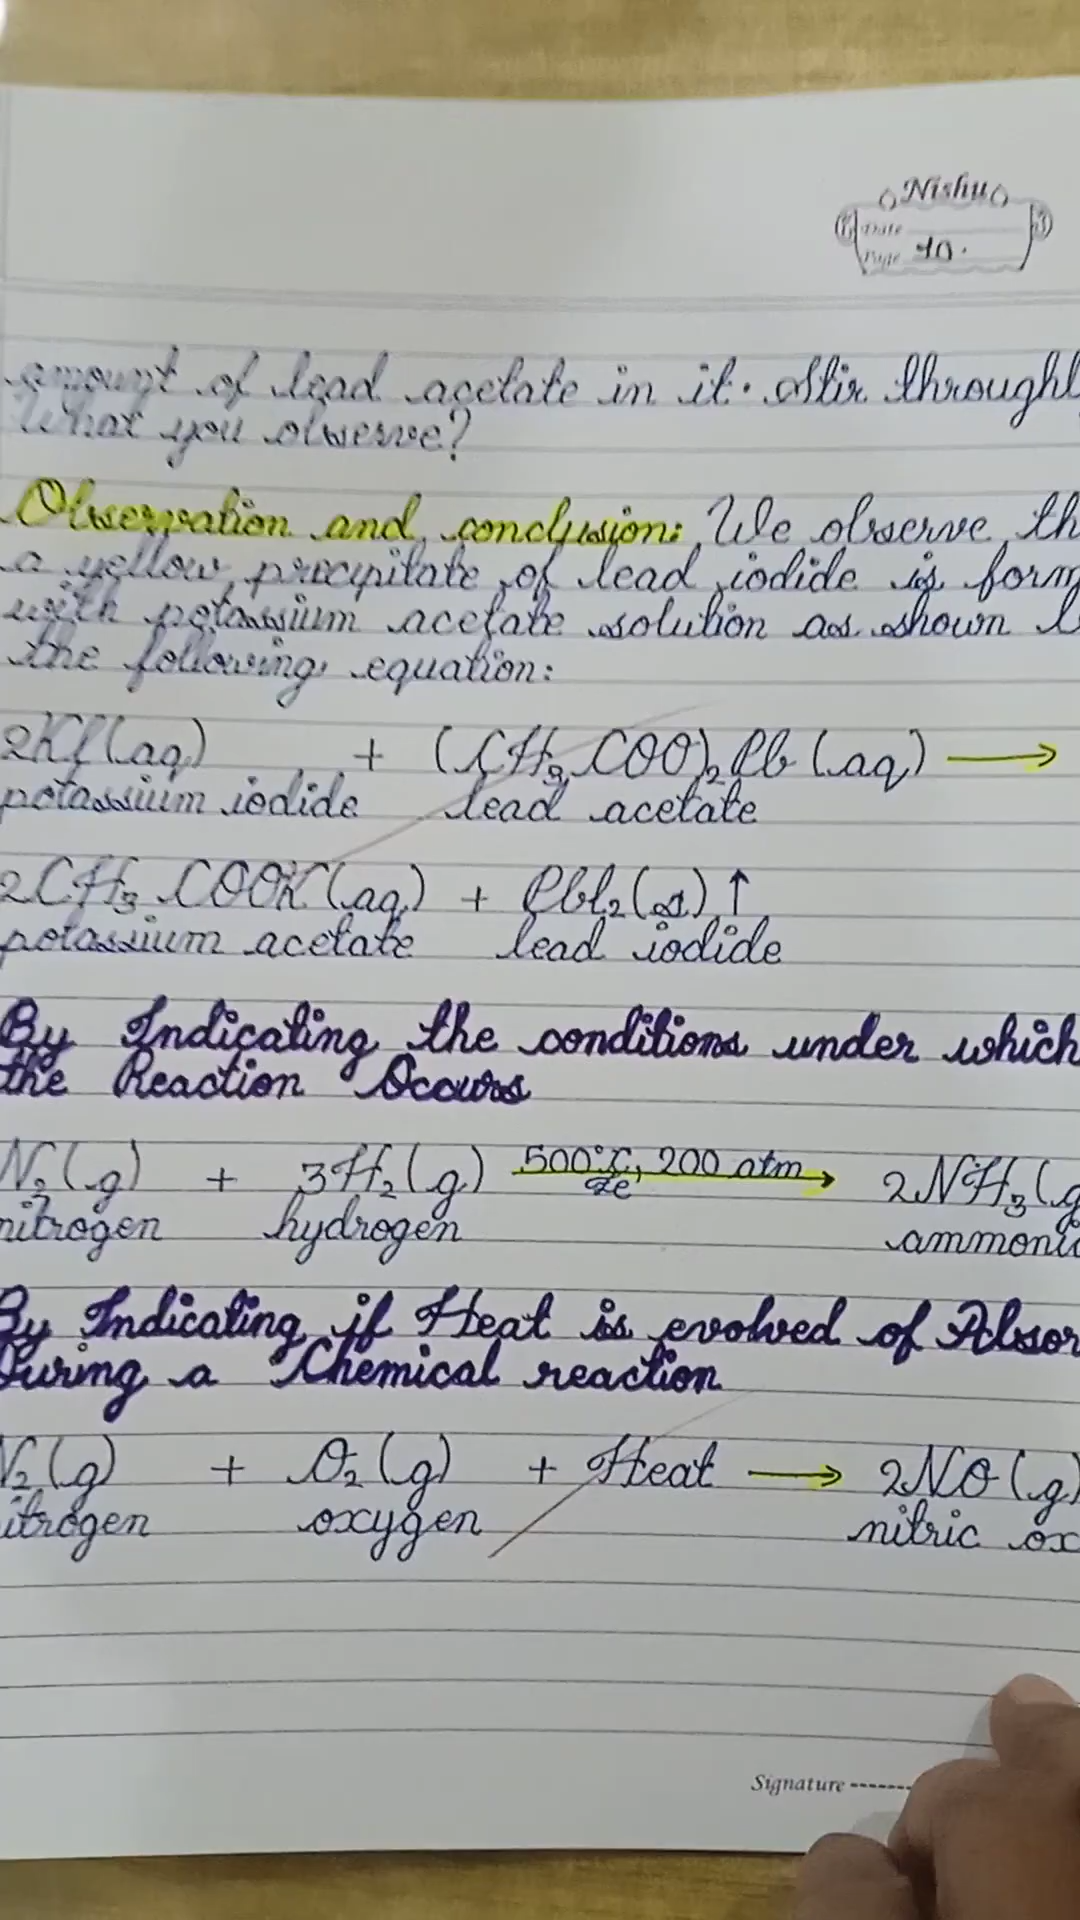 Nishu
Date
Page 10.
amount of lead acetate in it. Stir throughl
What you observe?
Observation and conclusion: We observe th
a yellow precipitate of lead iodide is form
with potassium acetate solution as shown b
the following equation:
2KI(aq) + (CH₃COO)₂Pb (aq) ⟶
potassium iodide lead acetate
2CH₃COOK(aq) + PbI₂(s)↑
potassium acetate lead iodide
By Indicating the conditions under which
the Reaction Occurs
500°C, 200 atm
N₂(g) + 3H₂(g) ⟶ 2NH₃(g
Fe
nitrogen hydrogen ammoni
By Indicating if Heat is evolved of Absor
During a Chemical reaction
N₂(g) + O₂(g) + Heat ⟶ 2NO(g)
itrogen oxygen nitric ox
Signature -------